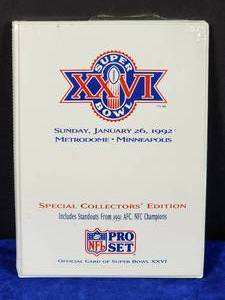 SUPER
XXVI
BOWL
SUNDAY, JANUARY 26, 1992
METRODOME • MINNEAPOLIS
SPECIAL COLLECTORS' EDITION
Includes Standouts From 1991 AFC, NFC Champions
NFL PRO SET
OFFICIAL CARD OF SUPER BOWL XXVI